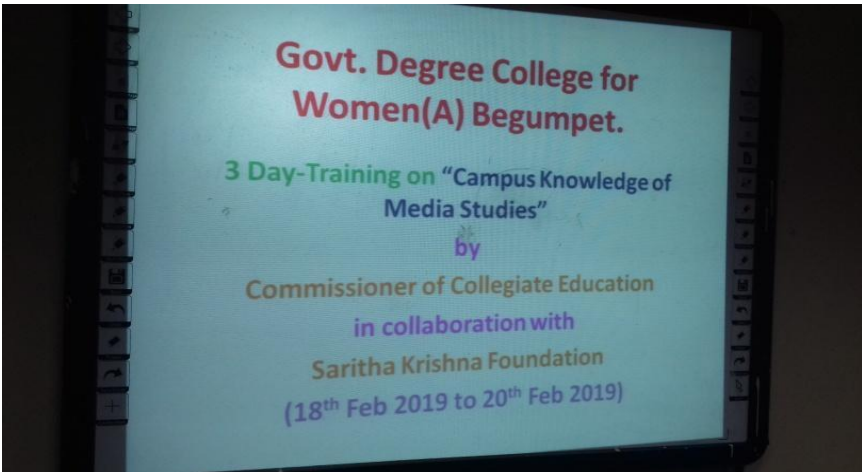 Govt. Degree College for
Women(A) Begumpet.
3 Day-Training on “Campus Knowledge of
Media Studies”
by
Commissioner of Collegiate Education
in collaboration with
Saritha Krishna Foundation
(18th Feb 2019 to 20th Feb 2019)